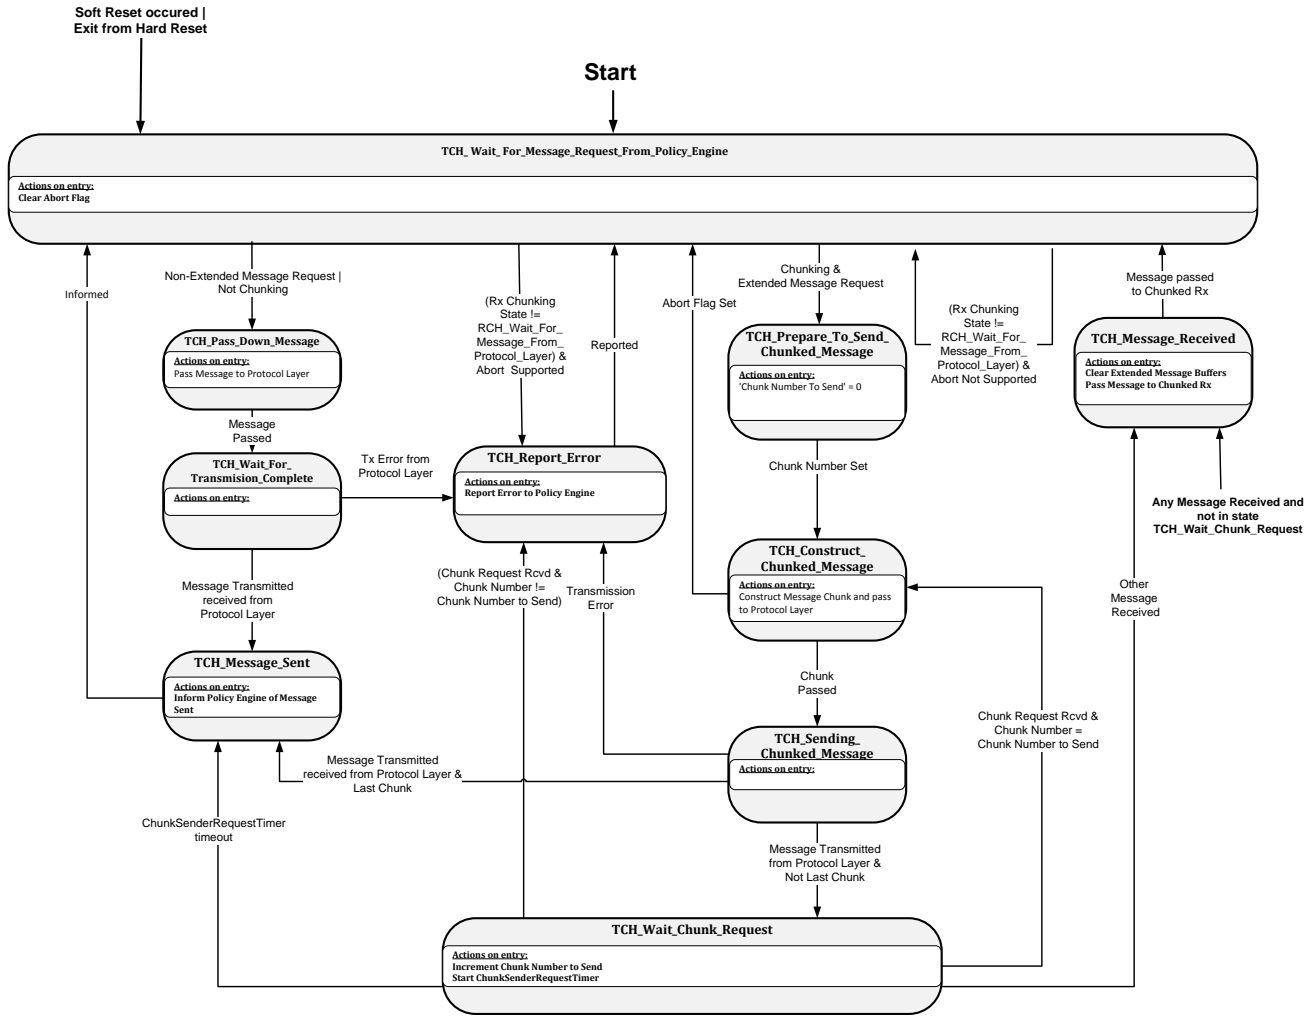 Soft Reset occured |
Exit from Hard Reset
Start
TCH_ Wait_ For_Message_Request_From_Policy_Engine
Actions on entry:
Clear Abort Flag
Informed
Non-Extended Message Request |
Not Chunking
(Rx Chunking
State !=
RCH_Wait_For_
Message_From_
Protocol_Layer) &
Abort Supported
Reported
Abort Flag Set
Chunking &
Extended Message Request
(Rx Chunking
State !=
RCH_Wait_For_
Message_From_
Protocol_Layer) &
Abort Not Supported
Message passed
to Chunked Rx
TCH_Pass_Down_Message
Actions on entry:
Pass Message to Protocol Layer
TCH_Prepare_To_Send_
Chunked_Message
Actions on entry:
'Chunk Number To Send' = 0
TCH_Message_Received
Actions on entry:
Clear Extended Message Buffers
Pass Message to Chunked Rx
Message
Passed
TCH_Wait_For_
Transmision_Complete
Actions on entry:
Tx Error from
Protocol Layer
TCH_Report_Error
Actions on entry:
Report Error to Policy Engine
Chunk Number Set
Any Message Received and
not in state
TCH_Wait_Chunk_Request
Message Transmitted
received from
Protocol Layer
(Chunk Request Rcvd &
Chunk Number !=
Chunk Number to Send)
Transmission
Error
TCH_Construct_
Chunked_Message
Actions on entry:
Construct Message Chunk and pass
to Protocol Layer
Other
Message
Received
TCH_Message_Sent
Actions on entry:
Inform Policy Engine of Message
Sent
Chunk
Passed
Chunk Request Rcvd &
Chunk Number =
Chunk Number to Send
TCH_Sending_
Chunked_Message
Actions on entry:
Message Transmitted
received from Protocol Layer &
Last Chunk
ChunkSenderRequestTimer
timeout
Message Transmitted
from Protocol Layer &
Not Last Chunk
TCH_Wait_Chunk_Request
Actions on entry:
Increment Chunk Number to Send
Start ChunkSenderRequestTimer